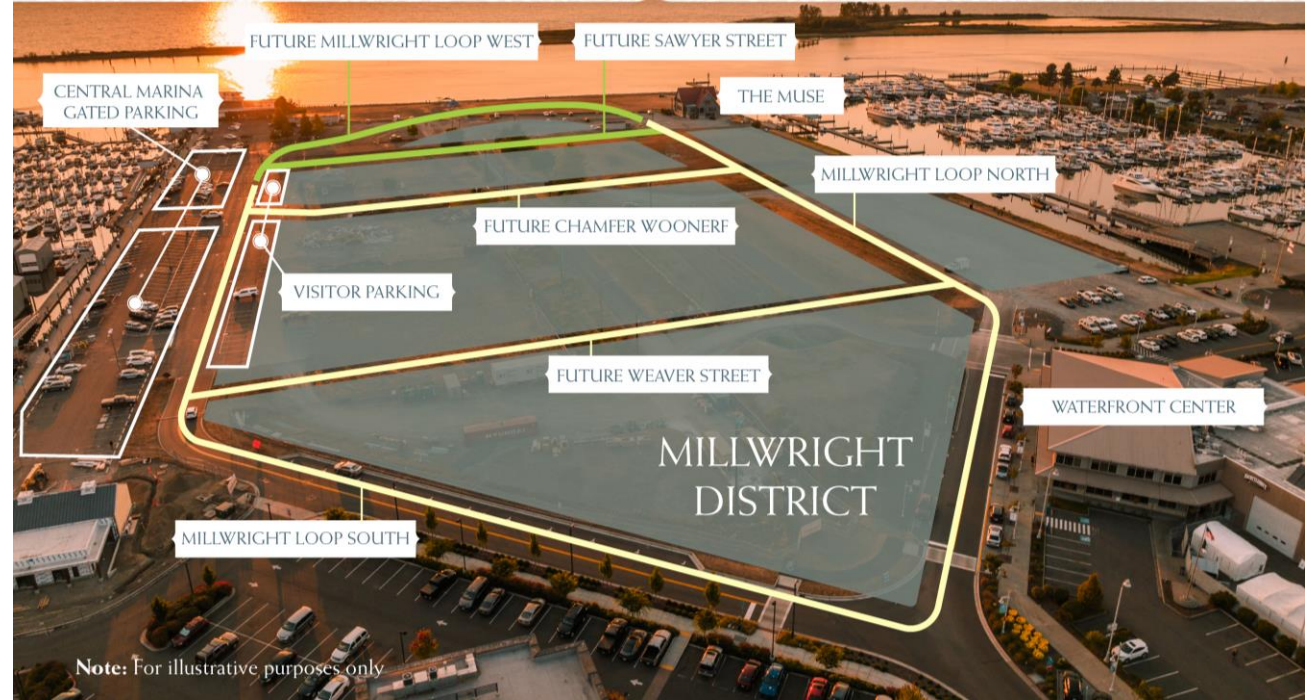 FUTURE MILLWRIGHT LOOP WEST
FUTURE SAWYER STREET
CENTRAL MARINA
GATED PARKING
THE MUSE
MILLWRIGHT LOOP NORTH
FUTURE CHAMFER WOONERF
VISITOR PARKING
FUTURE WEAVER STREET
WATERFRONT CENTER
MILLWRIGHT
DISTRICT
MILLWRIGHT LOOP SOUTH
Note: For illustrative purposes only